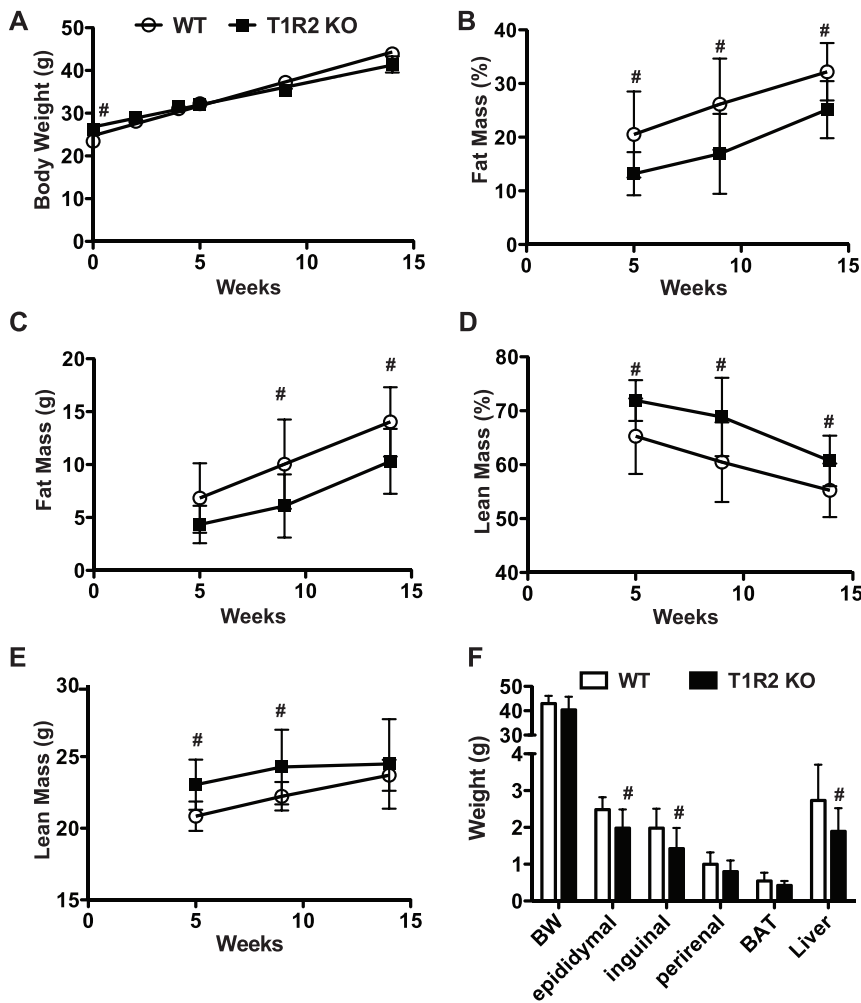 A
WT
T1R2 KO
50
40
30
20
10
0
#
Body Weight (g)
0 5 10 15
Weeks
B
40
30
20
10
0
# # #
Fat Mass (%)
0 5 10 15
Weeks
C
20
15
10
5
0
# #
Fat Mass (g)
0 5 10 15
Weeks
D
80
70
60
50
40
# # #
Lean Mass (%)
0 5 10 15
Weeks
E
30
25
20
15
# #
Lean Mass (g)
0 5 10 15
Weeks
F
WT
T1R2 KO
50
40
30
4
3
2
1
0
# # #
Weight (g)
BW
epididymal
inguinal
perirenal
BAT
Liver